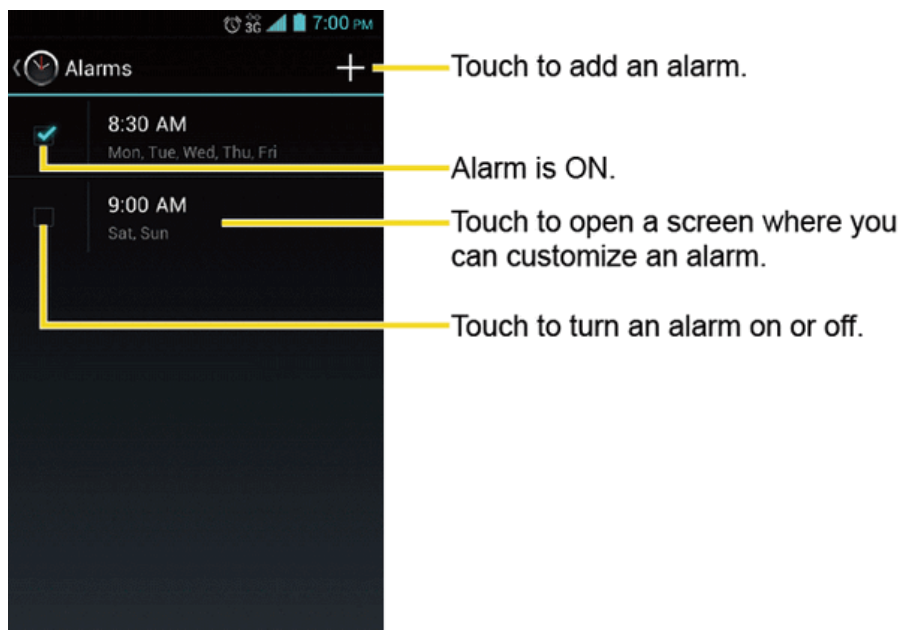 3G 7:00 PM
Alarms
Touch to add an alarm.
8:30 AM
Mon, Tue, Wed, Thu, Fri
Alarm is ON.
9:00 AM
Sat, Sun
Touch to open a screen where you
can customize an alarm.
Touch to turn an alarm on or off.